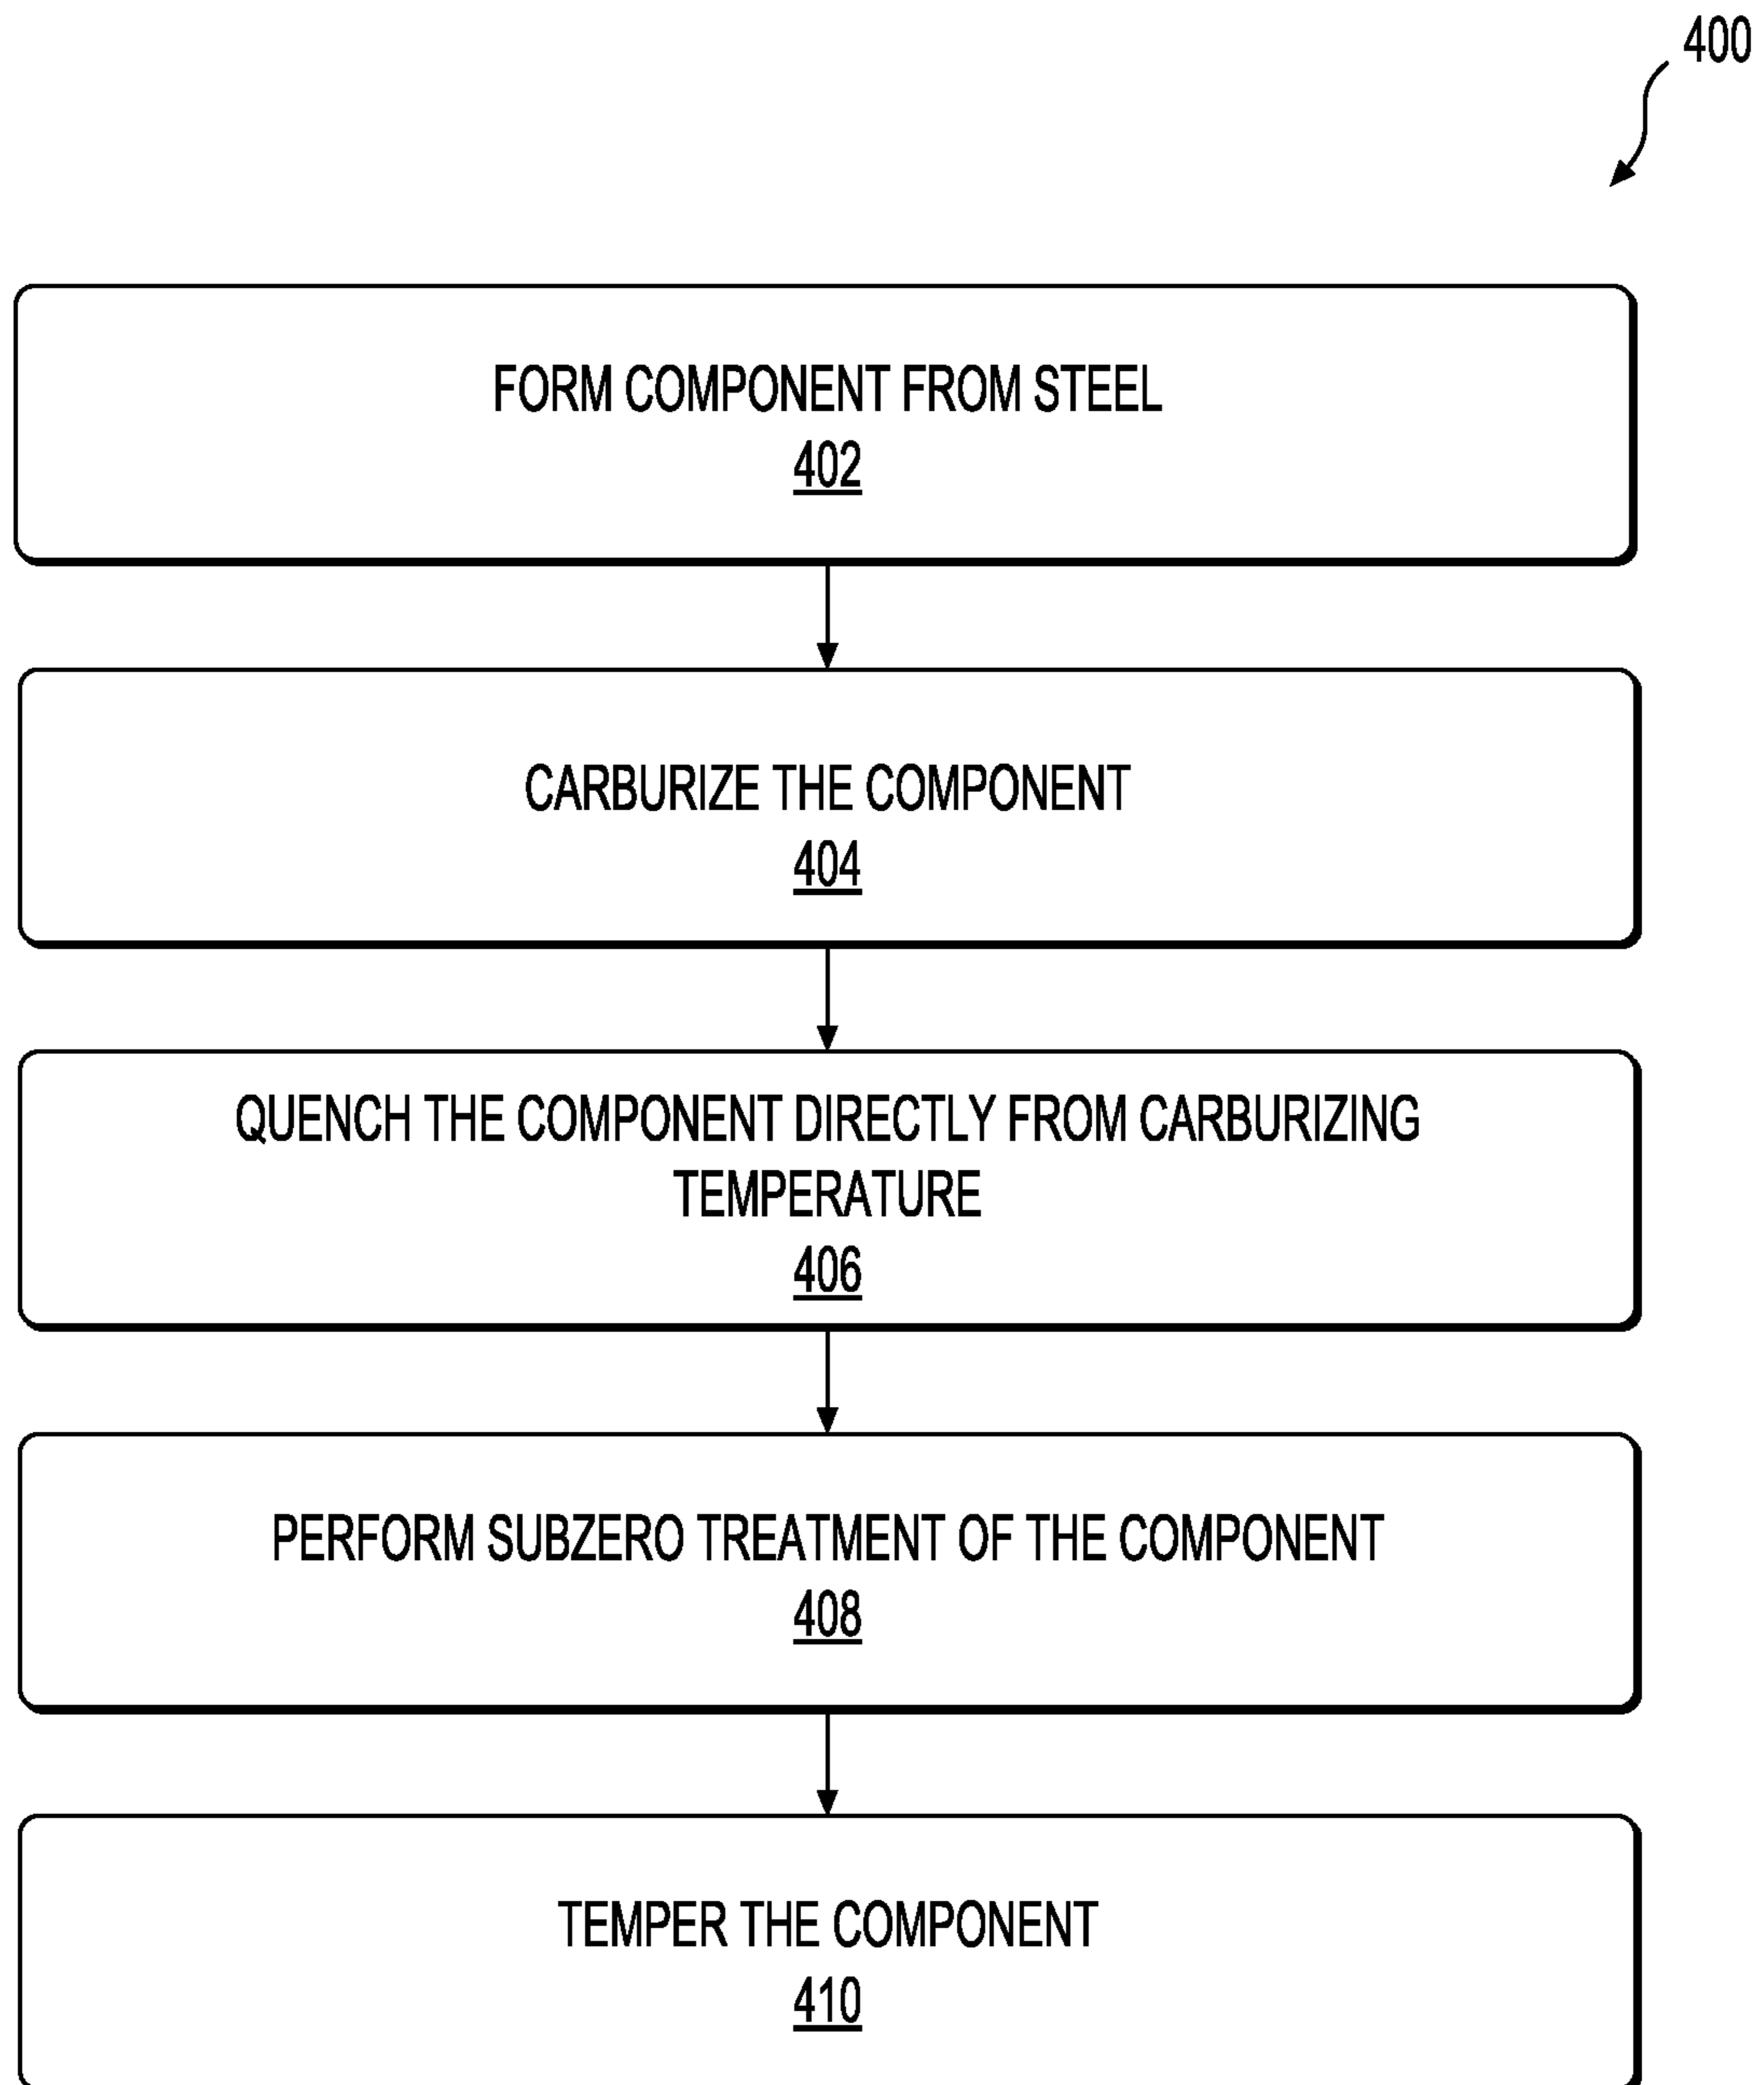 400
FORM COMPONENT FROM STEEL
402
CARBURIZE THE COMPONENT
404
QUENCH THE COMPONENT DIRECTLY FROM CARBURIZING
TEMPERATURE
406
PERFORM SUBZERO TREATMENT OF THE COMPONENT
408
TEMPER THE COMPONENT
410